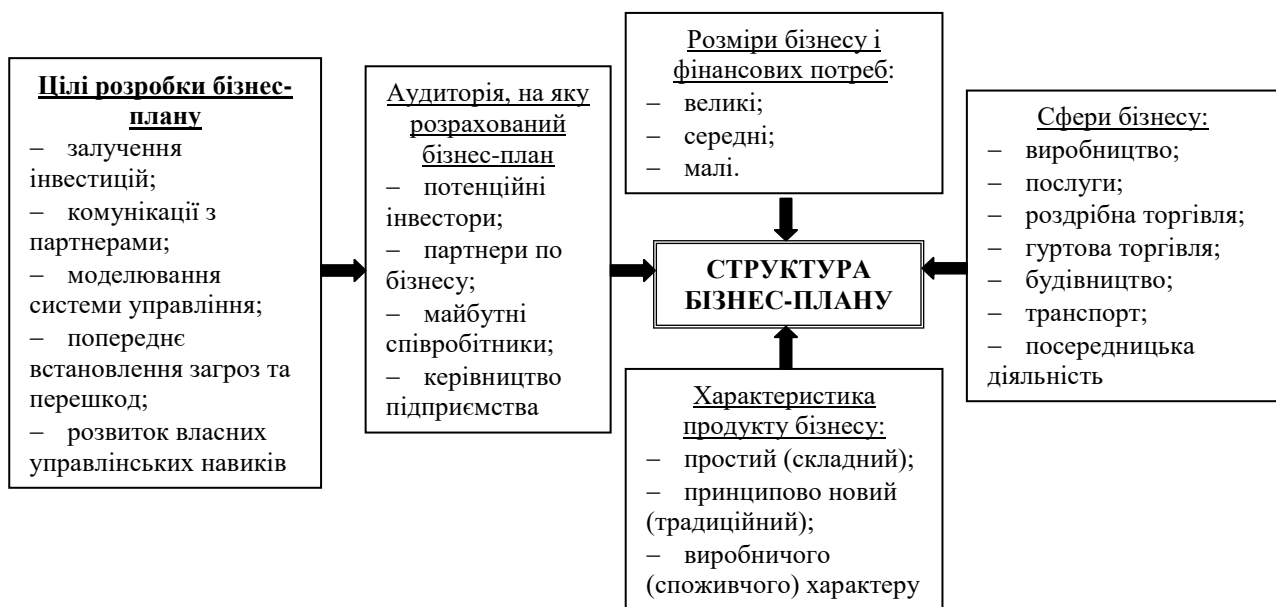 Цілі розробки бізнес-
плану
– залучення
інвестицій;
– комунікації з
партнерами;
– моделювання
системи управління;
– попереднє
встановлення загроз та
перешкод;
– розвиток власних
управлінських навиків
Аудиторія, на яку
розрахований
бізнес-план
– потенційні
інвестори;
– партнери по
бізнесу;
– майбутні
співробітники;
– керівництво
підприємства
Розміри бізнесу і
фінансових потреб:
– великі;
– середні;
– малі.
СТРУКТУРА
БІЗНЕС-ПЛАНУ
Характеристика
продукту бізнесу:
– простий (складний);
– принципово новий
(традиційний);
– виробничого
(споживчого) характеру
Сфери бізнесу:
– виробництво;
– послуги;
– роздрібна торгівля;
– гуртова торгівля;
– будівництво;
– транспорт;
– посередницька
діяльність